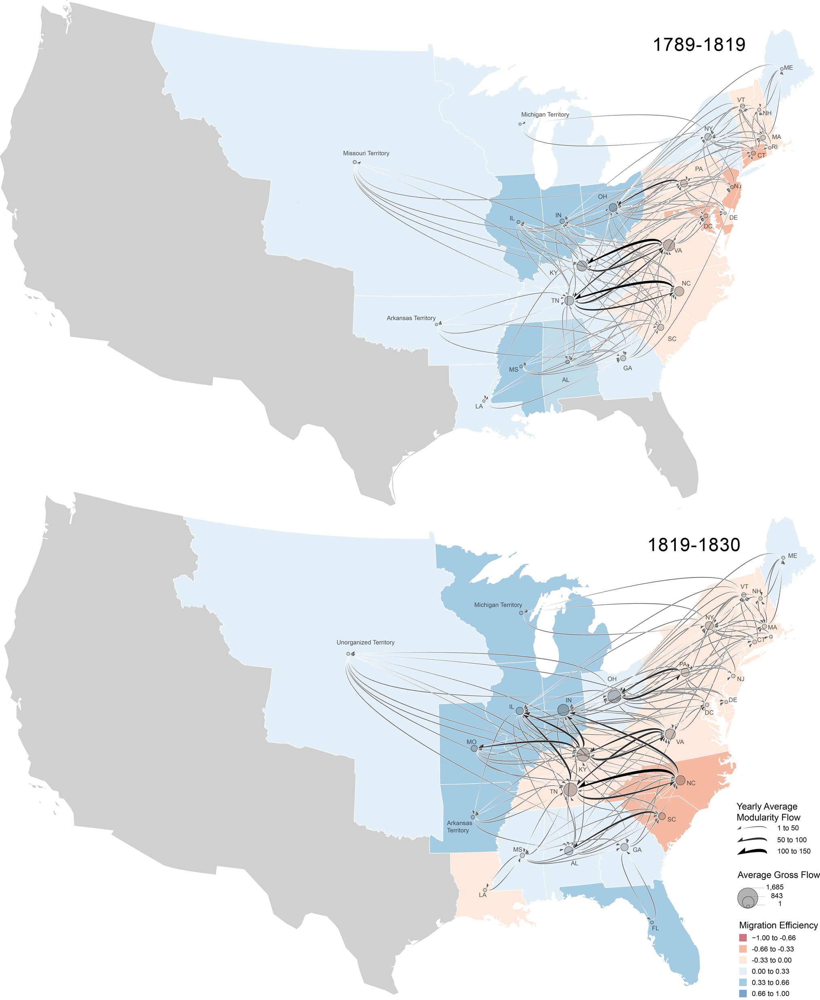 1789-1819
ME
VT
NH
Michigan Territory
NY
MA
RI
Missouri Territory
CT
PA
NJ
OH
IN
IL
DE
DC
VA
KY
NC
TN
Arkansas Territory
SC
MS
GA
AL
LA
1819-1830
ME
VT
NH
Michigan Territory
NY
MA
CT
Unorganized Territory
PA
OH
NJ
IN
DE
IL
DC
MO
VA
KY
NC
TN
SC
Arkansas
Territory
MS
GA
AL
LA
FL
Yearly Average
Modularity Flow
1 to 50
50 to 100
100 to 150
Average Gross Flow
1,685
843
1
Migration Efficiency
−1.00 to -0.66
-0.66 to -0.33
-0.33 to 0.00
0.00 to 0.33
0.33 to 0.66
0.66 to 1.00